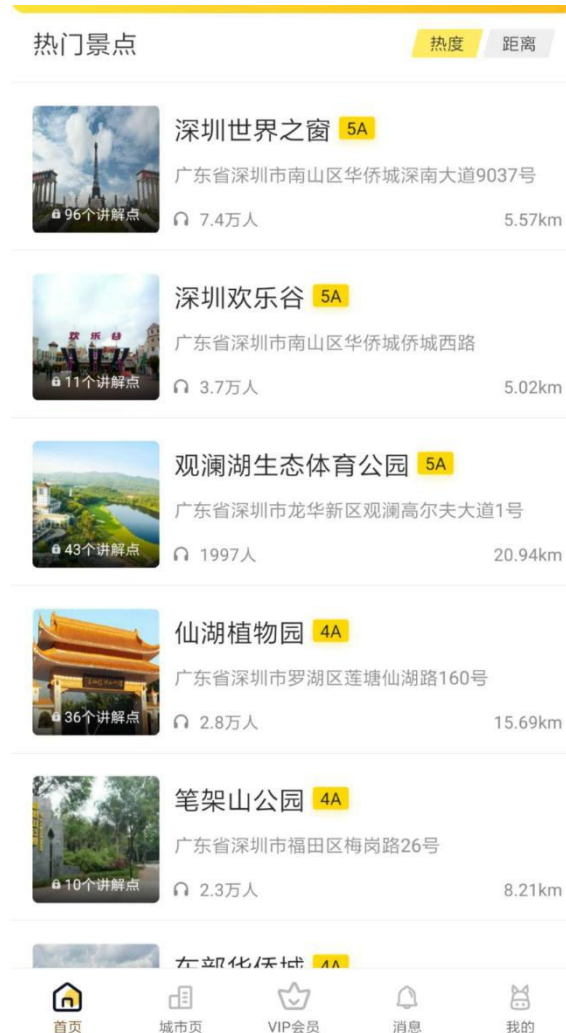 热门景点
热度 距离
深圳世界之窗 5A
广东省深圳市南山区华侨城深南大道9037号
96个讲解点
7.4万人 5.57km
深圳欢乐谷 5A
广东省深圳市南山区华侨城侨城西路
欢乐谷
11个讲解点
3.7万人 5.02km
观澜湖生态体育公园 5A
广东省深圳市龙华新区观澜高尔夫大道1号
43个讲解点
1997人 20.94km
仙湖植物园 4A
广东省深圳市罗湖区莲塘仙湖路160号
36个讲解点
2.8万人 15.69km
笔架山公园 4A
广东省深圳市福田区梅岗路26号
10个讲解点
2.3万人 8.21km
东部华侨城 4A
首页 城市页 VIP会员 消息 我的